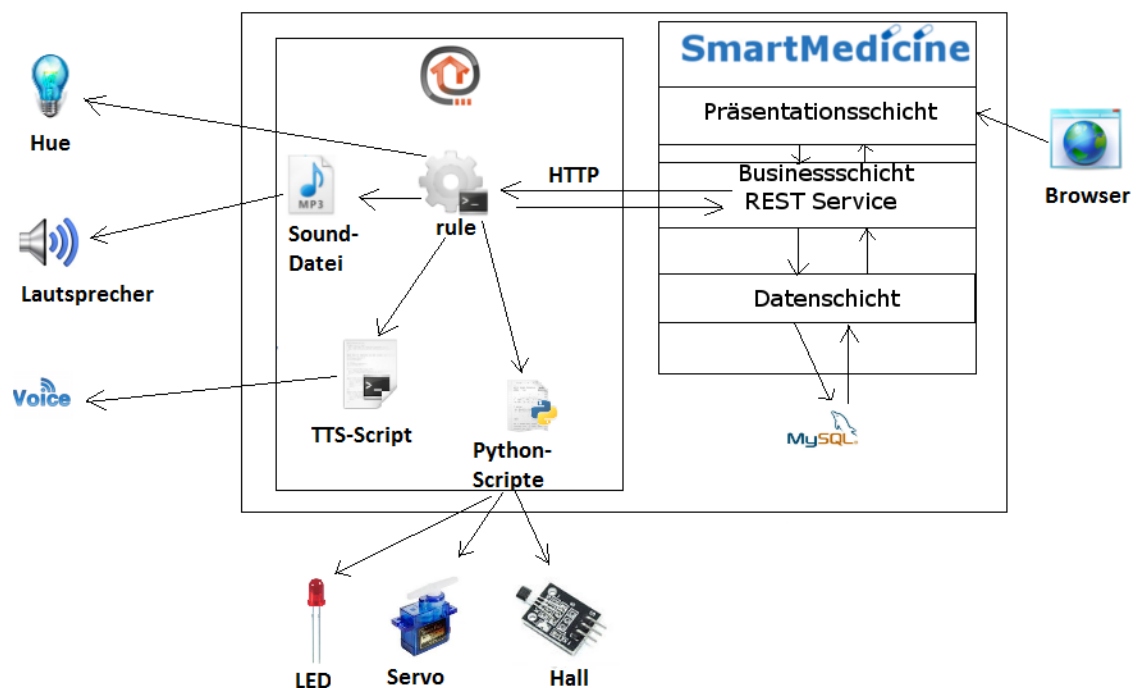 SmartMedicine
Präsentationsschicht
Businessschicht
REST Service
Datenschicht
MySQL
Browser
HTTP
Hue
Lautsprecher
Voice
MP3
Sound-
Datei
>_
rule
>_
TTS-Script
Python-
Scripte
LED
Servo
Hall